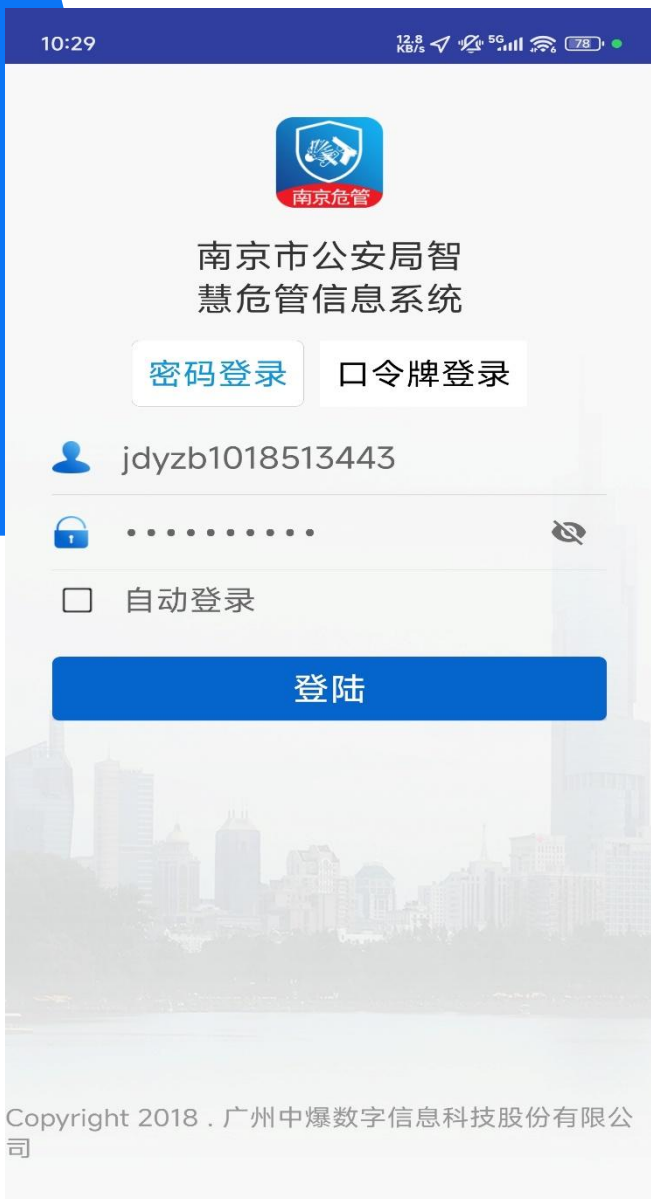 10:29
12.8 KB/s 5G 78
南京危管
南京市公安局智
慧危管信息系统
密码登录 口令牌登录
jdyzb1018513443
••••••••••
自动登录
登陆
Copyright 2018 . 广州中爆数字信息科技股份有限公
司